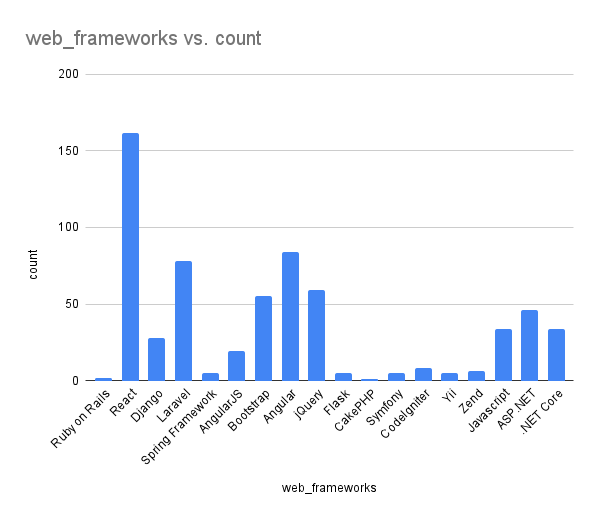 web_frameworks vs. count
200
150
100
50
0
count
Ruby on Rails
React
Django
Laravel
Spring Framework
AngularJS
Bootstrap
Angular
jQuery
Flask
CakePHP
Symfony
CodeIgniter
Yii
Zend
Javascript
ASP.NET
.NET Core
web_frameworks